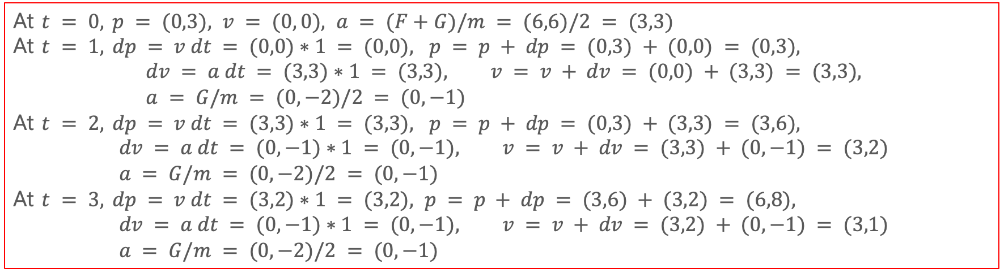 At t = 0, p = (0,3), v = (0,0), a = (F + G)/m = (6,6)/2 = (3,3)
At t = 1, dp = v dt = (0,0) ∗ 1 = (0,0), p = p + dp = (0,3) + (0,0) = (0,3),
dv = a dt = (3,3) ∗ 1 = (3,3), v = v + dv = (0,0) + (3,3) = (3,3),
a = G/m = (0,−2)/2 = (0,−1)
At t = 2, dp = v dt = (3,3) ∗ 1 = (3,3), p = p + dp = (0,3) + (3,3) = (3,6),
dv = a dt = (0,−1) ∗ 1 = (0,−1), v = v + dv = (3,3) + (0,−1) = (3,2)
a = G/m = (0,−2)/2 = (0,−1)
At t = 3, dp = v dt = (3,2) ∗ 1 = (3,2), p = p + dp = (3,6) + (3,2) = (6,8),
dv = a dt = (0,−1) ∗ 1 = (0,−1), v = v + dv = (3,2) + (0,−1) = (3,1)
a = G/m = (0,−2)/2 = (0,−1)